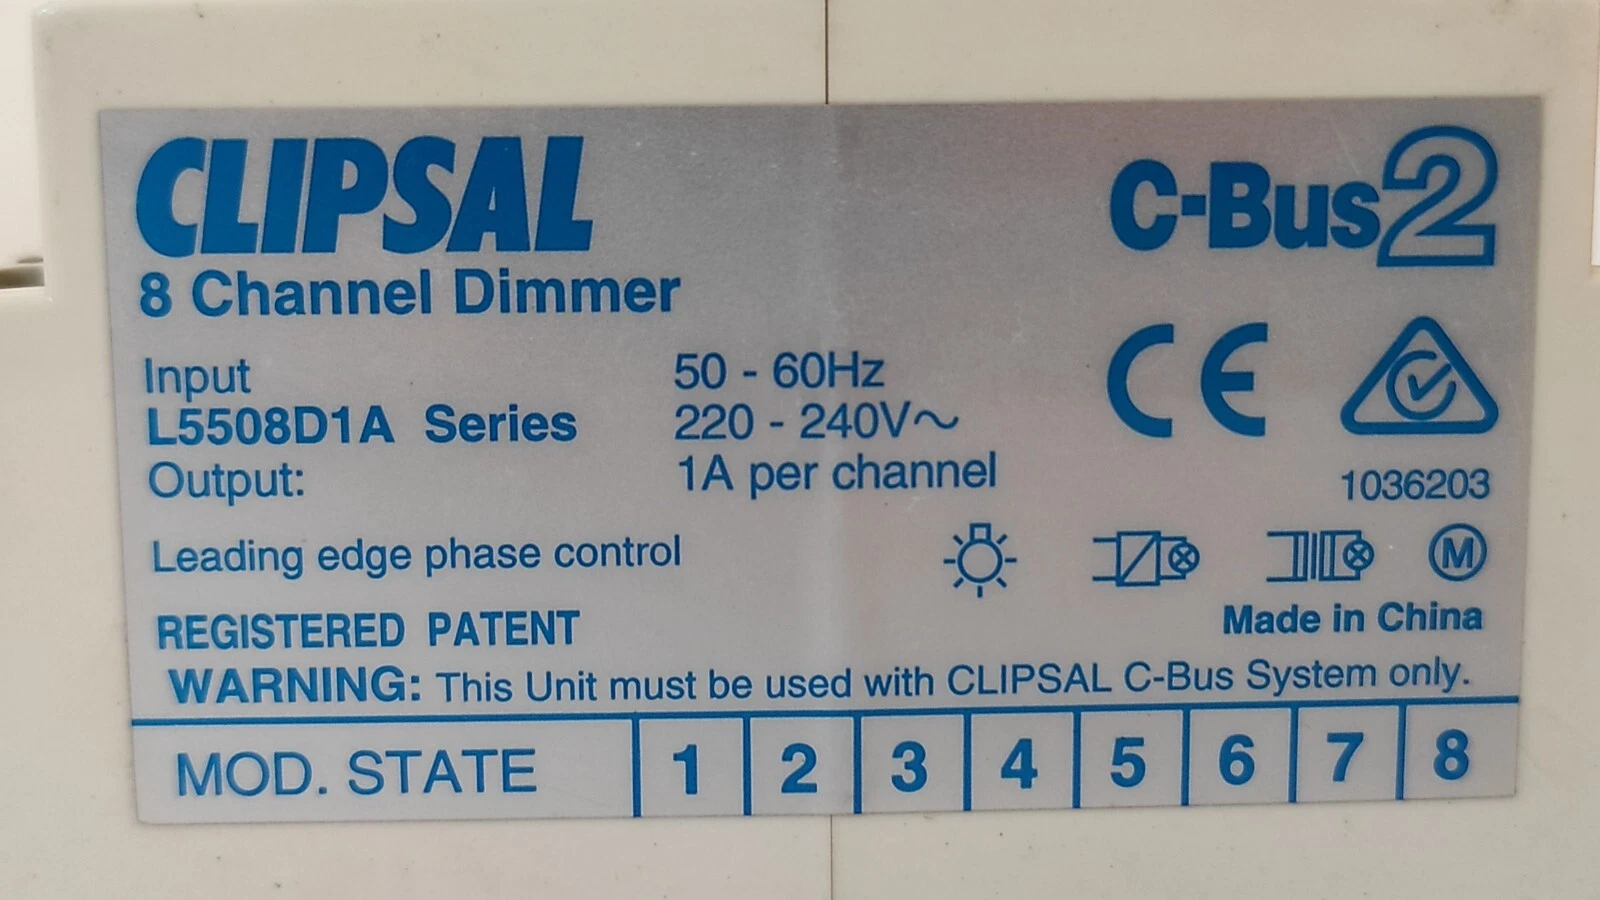 CLIPSAL
C-Bus2
8 Channel Dimmer
Input 50 - 60Hz
L5508D1A Series 220 - 240V~
Output: 1A per channel
CE
1036203
Leading edge phase control
M
Made in China
REGISTERED PATENT
WARNING: This Unit must be used with CLIPSAL C-Bus System only.
MOD. STATE 1 2 3 4 5 6 7 8